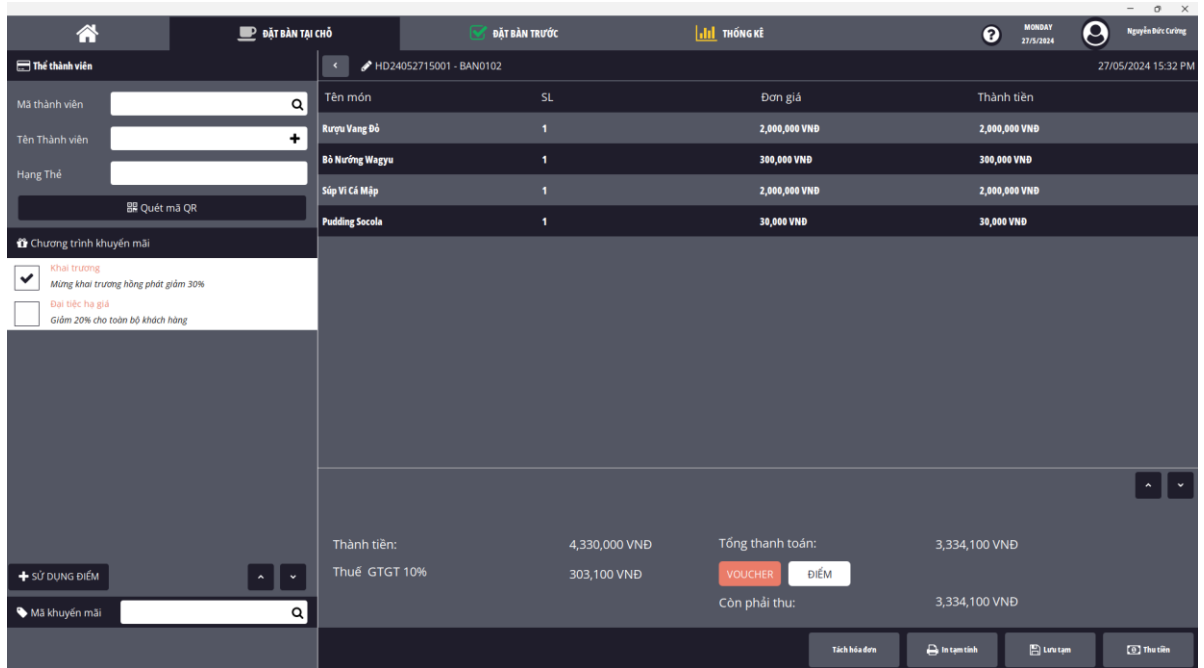 ĐẶT BÀN TẠI CHỖ
ĐẶT BÀN TRƯỚC
THỐNG KÊ
MONDAY
27/5/2024
Nguyễn Đức Cường
Thẻ thành viên
HD24052715001 - BAN0102
27/05/2024 15:32 PM
Mã thành viên
Tên Thành viên
Hạng Thẻ
Quét mã QR
Chương trình khuyến mãi
Khai trương
Mừng khai trương hồng phát giảm 30%
Đại tiệc hạ giá
Giảm 20% cho toàn bộ khách hàng
SỬ DỤNG ĐIỂM
Mã khuyến mãi
Tên món SL Đơn giá Thành tiền
Rượu Vang Đỏ 1 2,000,000 VNĐ 2,000,000 VNĐ
Bò Nướng Wagyu 1 300,000 VNĐ 300,000 VNĐ
Súp Vi Cá Mập 1 2,000,000 VNĐ 2,000,000 VNĐ
Pudding Socola 1 30,000 VNĐ 30,000 VNĐ
Thành tiền: 4,330,000 VNĐ
Thuế GTGT 10% 303,100 VNĐ
Tổng thanh toán: 3,334,100 VNĐ
VOUCHER ĐIỂM
Còn phải thu: 3,334,100 VNĐ
Tách hóa đơn
In tạm tính
Lưu tạm
Thu tiền